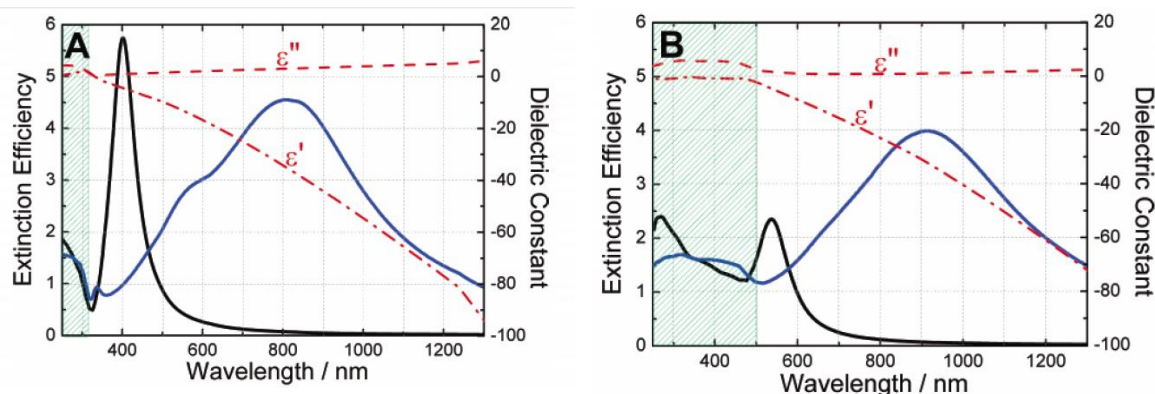 A
6
5
4
3
2
1
0
Extinction Efficiency
400 600 800 1000 1200
Wavelength / nm
20
0
-20
-40
-60
-80
-100
Dielectric Constant
ε"
ε'
B
6
5
4
3
2
1
0
Extinction Efficiency
400 600 800 1000 1200
Wavelength / nm
20
0
-20
-40
-60
-80
-100
Dielectric Constant
ε"
ε'